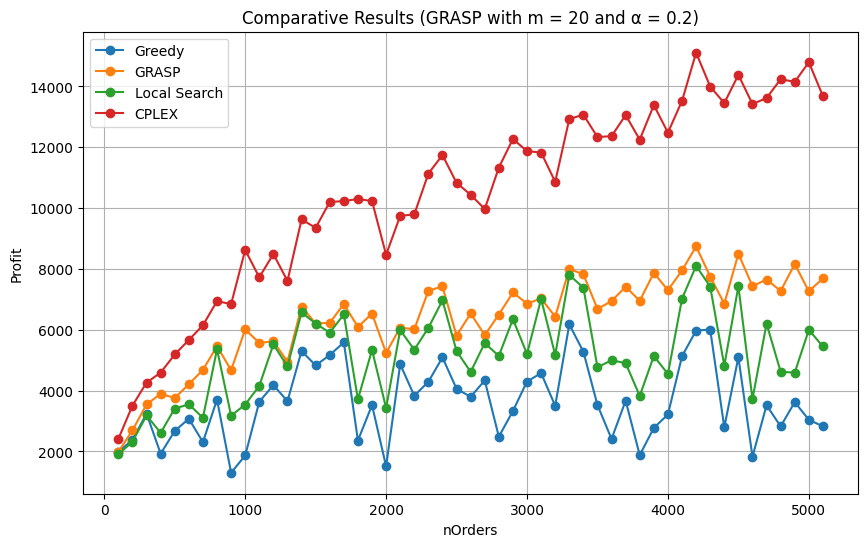 Comparative Results (GRASP with m = 20 and α = 0.2)
Greedy
GRASP
Local Search
CPLEX
Profit
14000
12000
10000
8000
6000
4000
2000
0 1000 2000 3000 4000 5000
nOrders